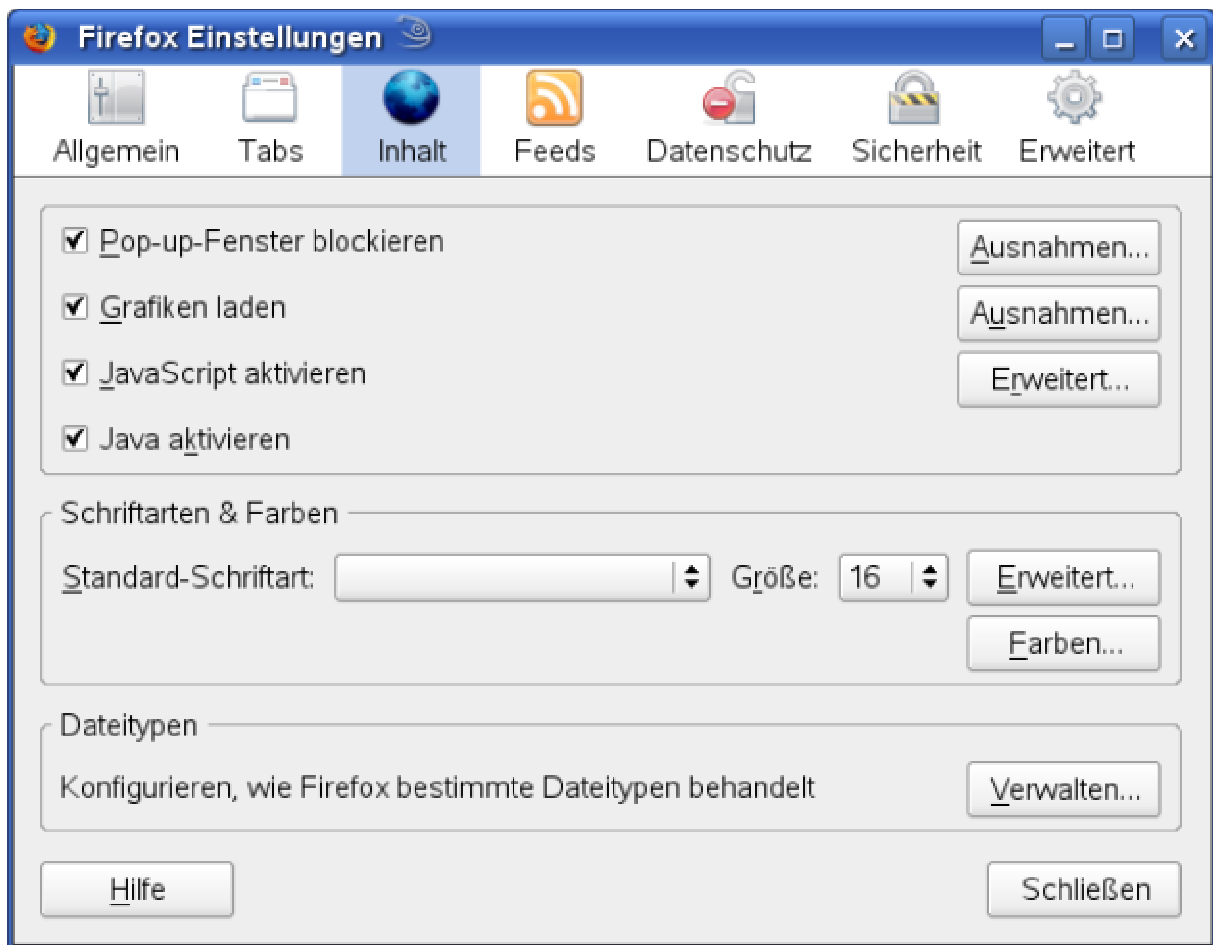 Firefox Einstellungen
Allgemein Tabs Inhalt Feeds Datenschutz Sicherheit Erweitert
Pop-up-Fenster blockieren Ausnahmen...
Grafiken laden Ausnahmen...
JavaScript aktivieren Erweitert...
Java aktivieren
Schriftarten & Farben
Standard-Schriftart: Größe: 16 Erweitert...
Farben...
Dateitypen
Konfigurieren, wie Firefox bestimmte Dateitypen behandelt Verwalten...
Hilfe Schließen